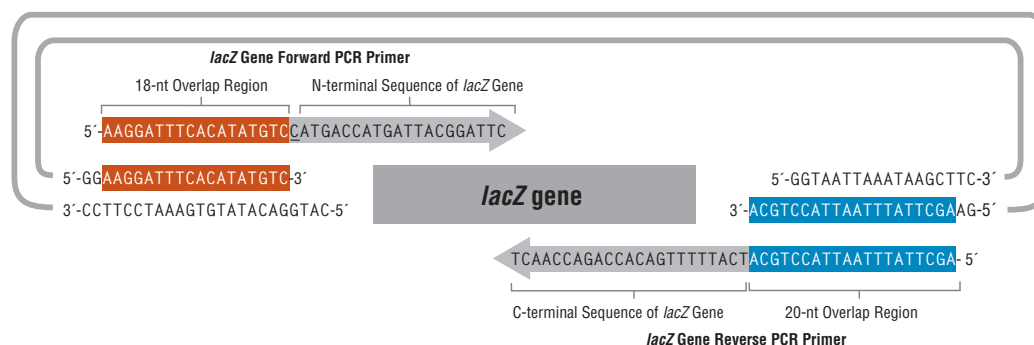 lacZ Gene Forward PCR Primer
18-nt Overlap Region N-terminal Sequence of lacZ Gene
5´-AAGGATTTCACATATGTCCATGACCATGATTACGGATTC
5´-GGAAGGATTTCACATATGTC-3´
3´-CCTTCCTAAAGTGTATACAGGTAC-5´
lacZ gene
5´-GGTAATTAAATAAGCTTC-3´
3´-ACGTCCATTAATTTATTCGAAG-5´
TCAACCAGACCACAGTTTTTACTACGTCCATTAATTTATTCGA- 5´
C-terminal Sequence of lacZ Gene 20-nt Overlap Region
lacZ Gene Reverse PCR Primer